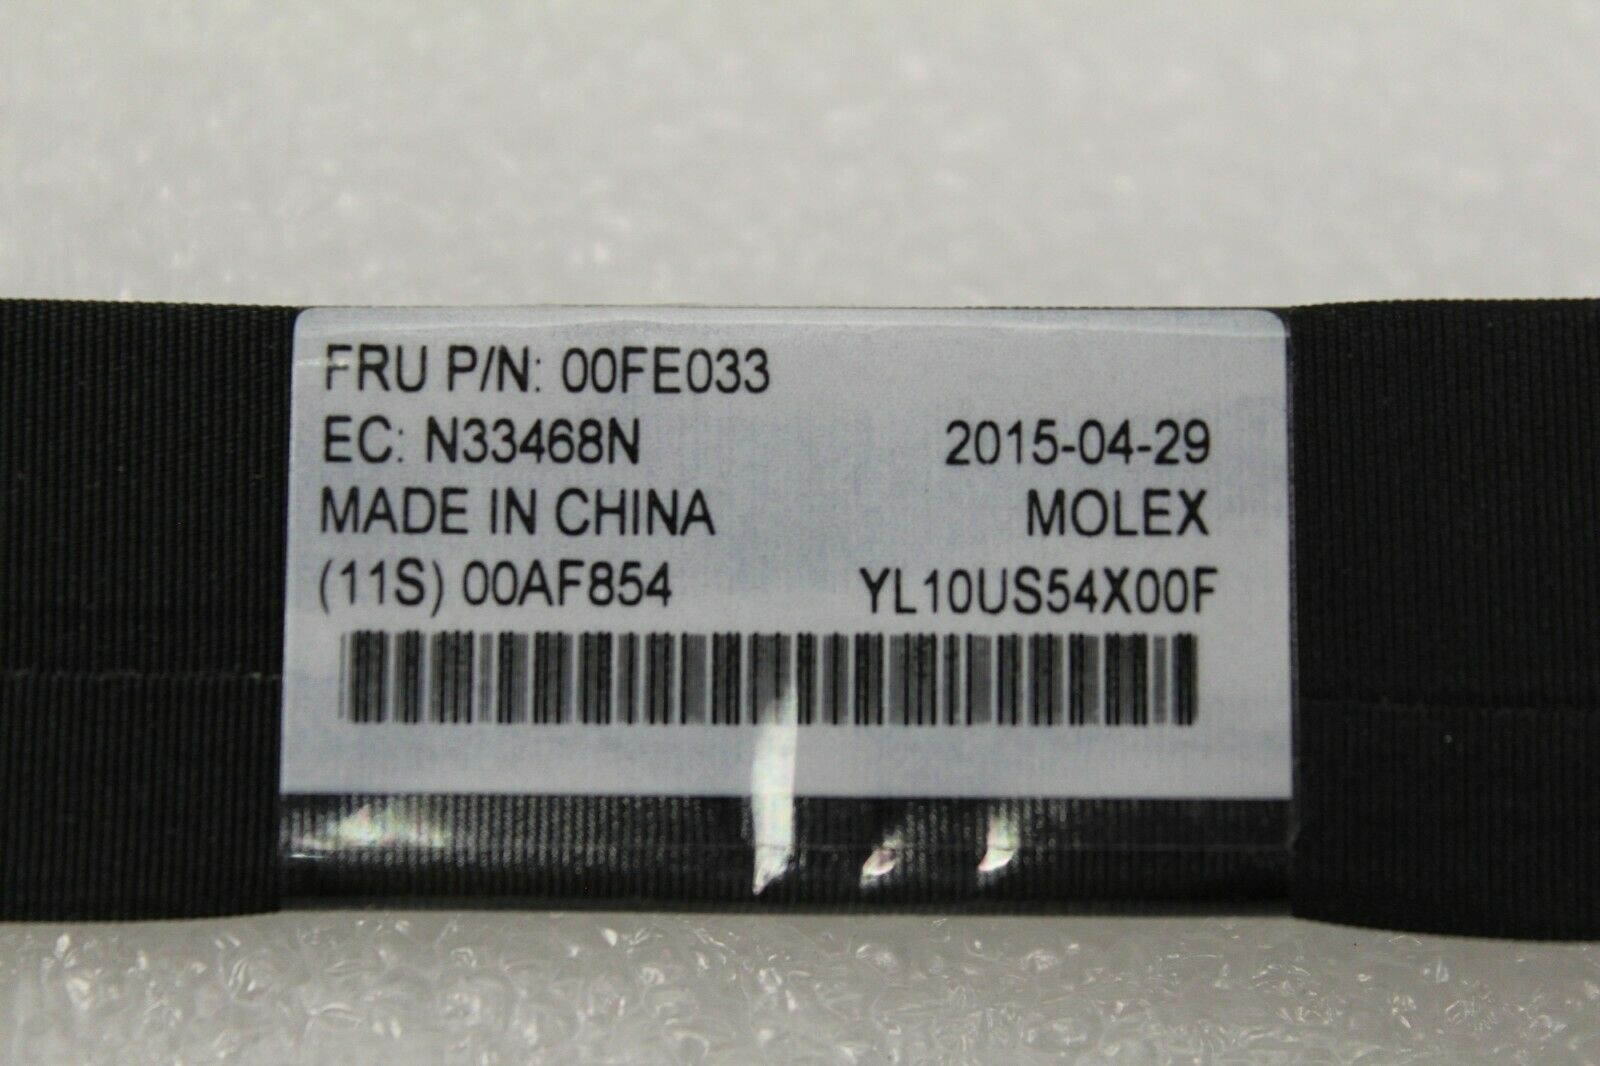 FRU P/N: 00FE033
EC: N33468N 2015-04-29
MADE IN CHINA MOLEX
(11S) 00AF854 YL10US54X00F